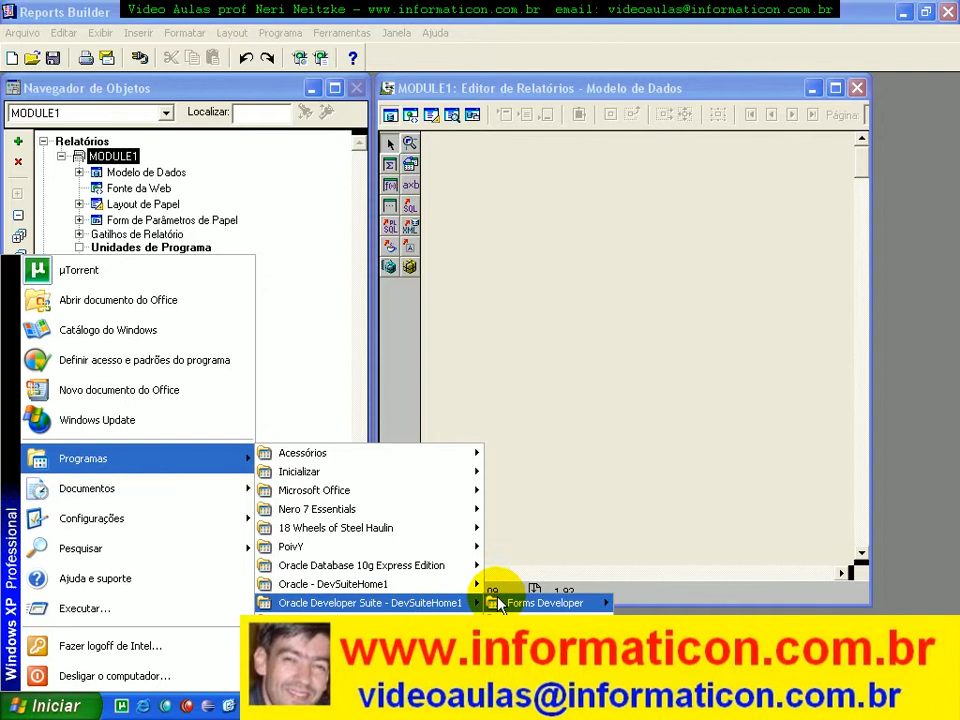 Reports Builder
Video Aulas prof Neri Neitzke - www.informaticon.com.br email: videoaulas@informaticon.com.br
Arquivo Editar Exibir Inserir Formatar Layout Programa Ferramentas Janela Ajuda
Navegador de Objetos
MODULE1: Editor de Relatórios - Modelo de Dados
MODULE1
Localizar:
Página:
Relatórios
MODULE1
Modelo de Dados
Fonte da Web
Layout de Papel
Form de Parâmetros de Papel
Gatilhos de Relatório
Unidades de Programa
µTorrent
Abrir documento do Office
Catálogo do Windows
Definir acesso e padrões do programa
Novo documento do Office
Windows Update
Programas
Documentos
Configurações
Pesquisar
Ajuda e suporte
Executar...
Fazer logoff de Intel...
Desligar o computador...
Windows XP Professional
Acessórios
Inicializar
Microsoft Office
Nero 7 Essentials
18 Wheels of Steel Haulin
PoivY
Oracle Database 10g Express Edition
Oracle - DevSuiteHome1
Oracle Developer Suite - DevSuiteHome1
Forms Developer
Iniciar
www.informaticon.com.br
videoaulas@informaticon.com.br